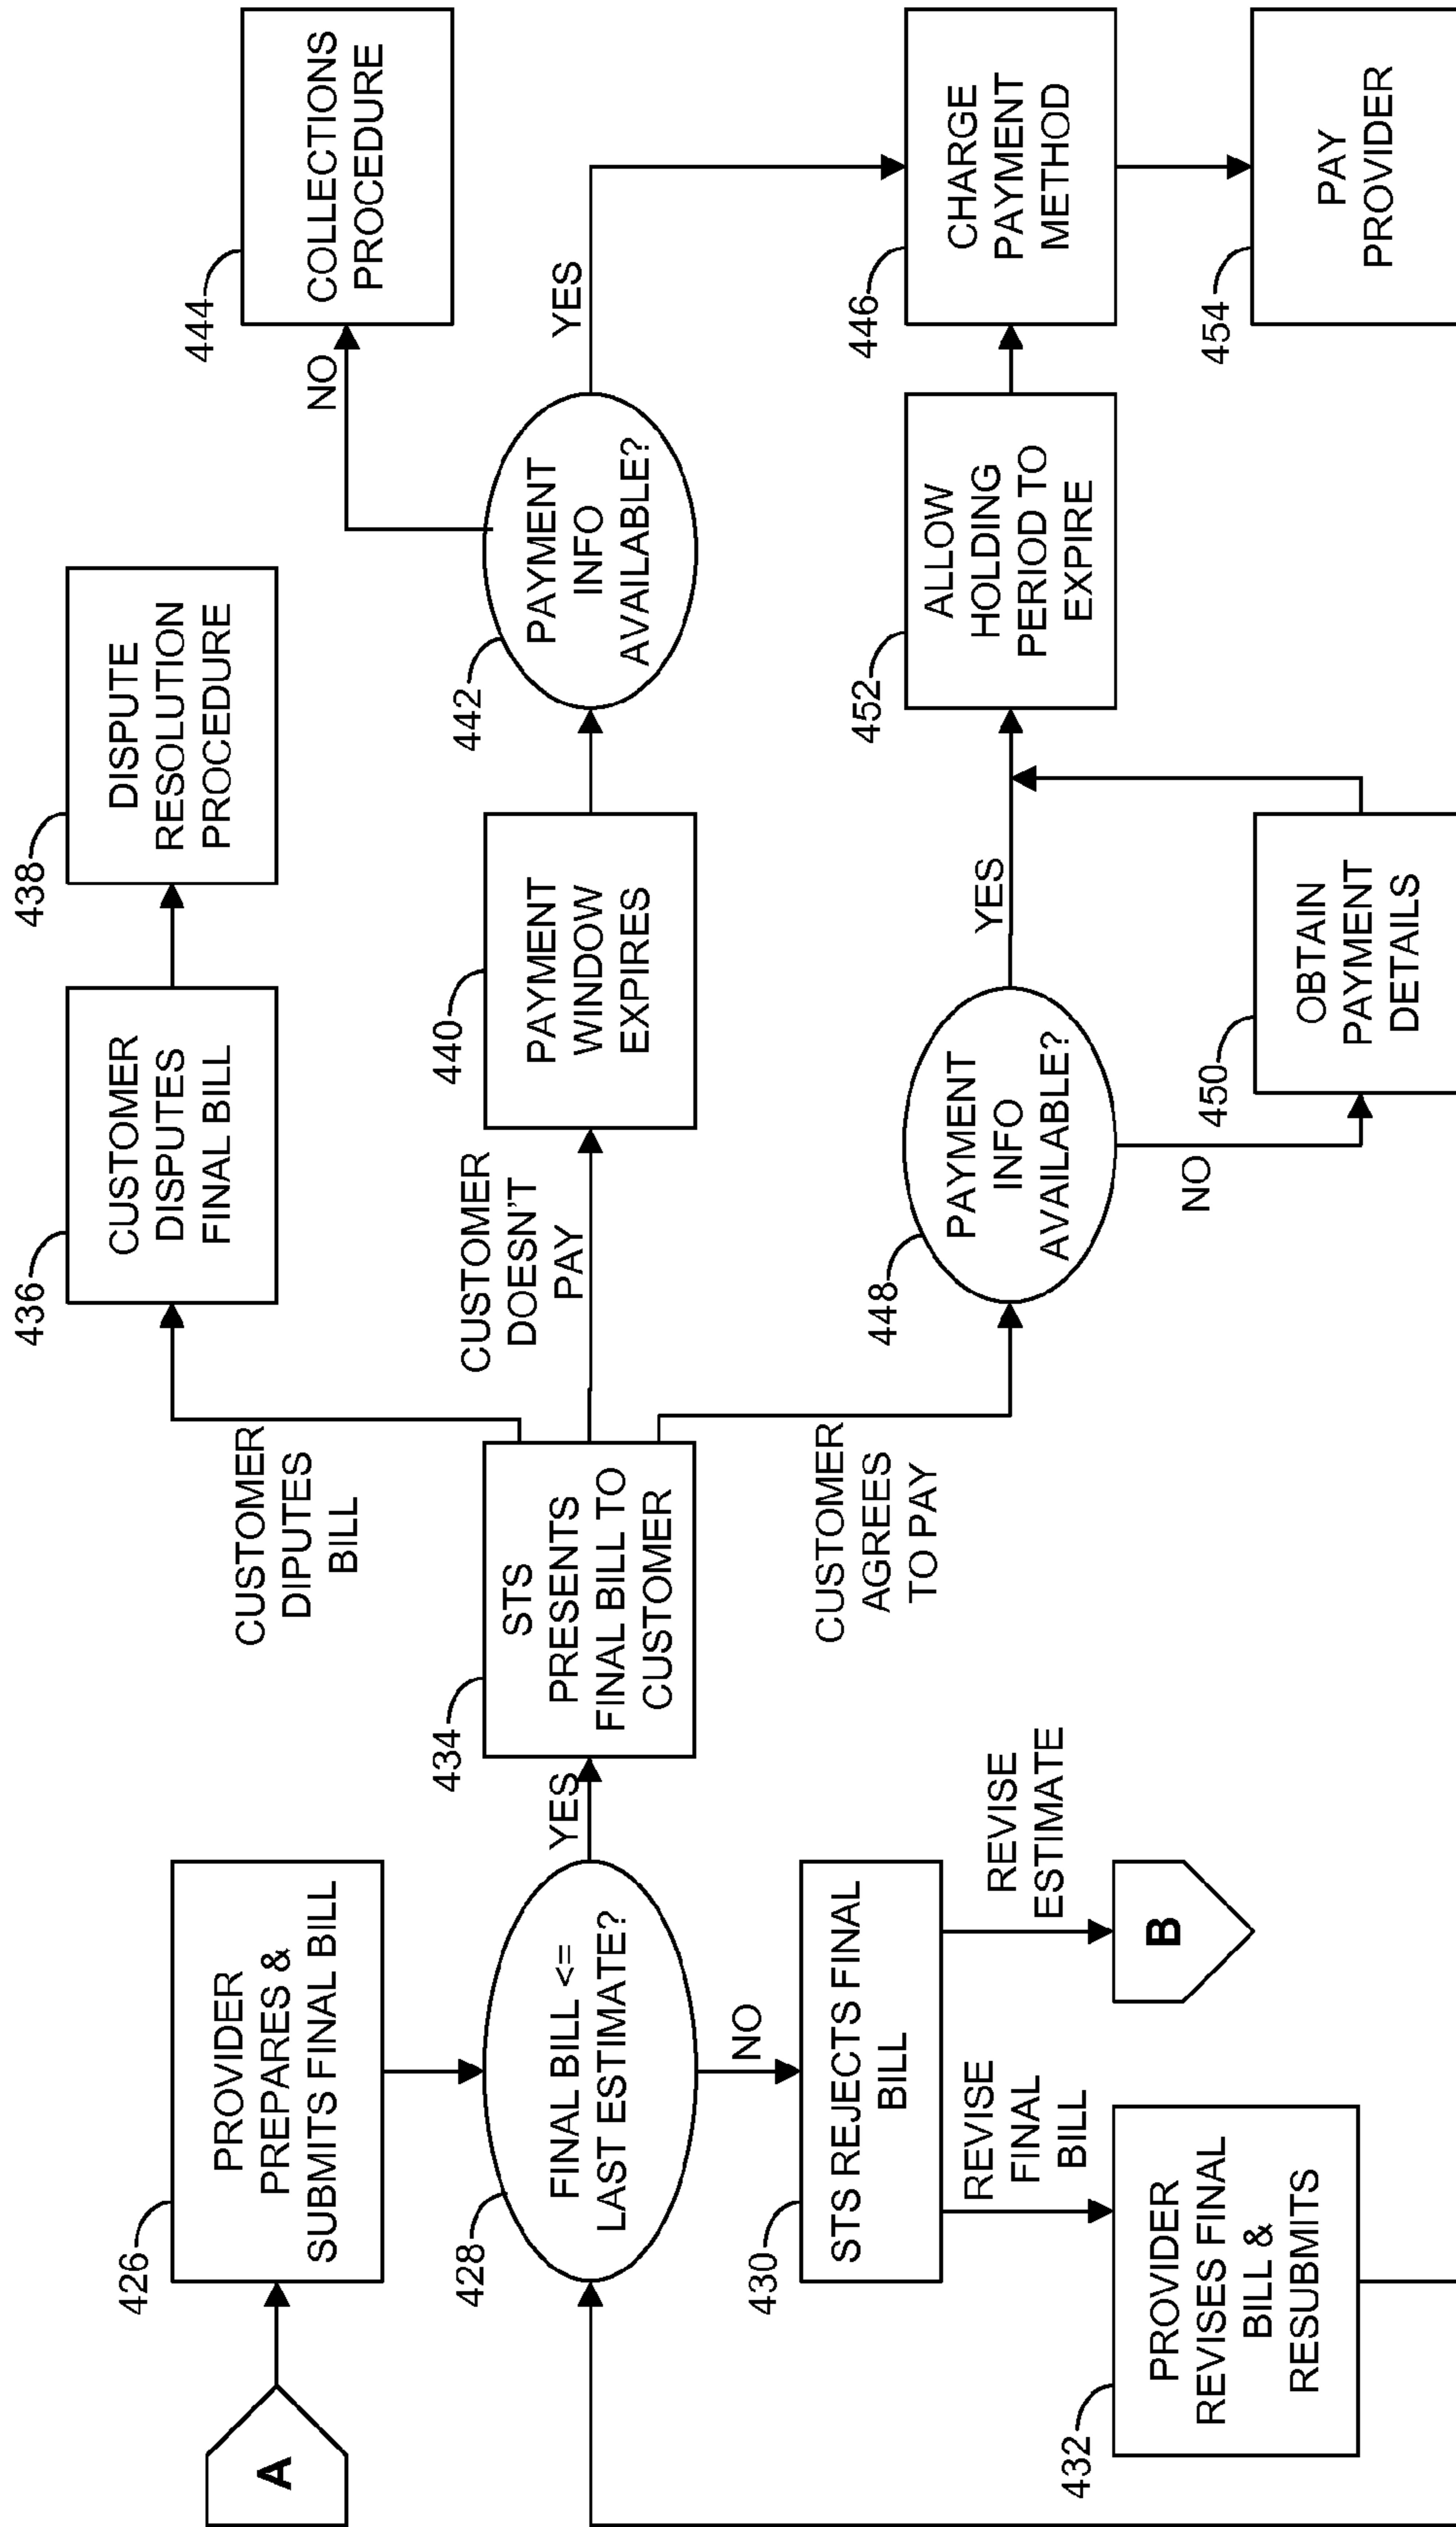 A
426
PROVIDER
PREPARES &
SUBMITS FINAL BILL
428
FINAL BILL <=
LAST ESTIMATE?
YES
NO
430
STS REJECTS FINAL
BILL
REVISE
FINAL
BILL
REVISE
ESTIMATE
432
PROVIDER
REVISES FINAL
BILL &
RESUBMITS
B
434
STS
PRESENTS
FINAL BILL TO
CUSTOMER
CUSTOMER
DIPUTES
BILL
436
CUSTOMER
DISPUTES
FINAL BILL
438
DISPUTE
RESOLUTION
PROCEDURE
CUSTOMER
DOESN'T
PAY
440
PAYMENT
WINDOW
EXPIRES
442
PAYMENT
INFO
AVAILABLE?
NO
444
COLLECTIONS
PROCEDURE
YES
CUSTOMER
AGREES
TO PAY
448
PAYMENT
INFO
AVAILABLE?
YES
NO
450
OBTAIN
PAYMENT
DETAILS
452
ALLOW
HOLDING
PERIOD TO
EXPIRE
446
CHARGE
PAYMENT
METHOD
454
PAY
PROVIDER